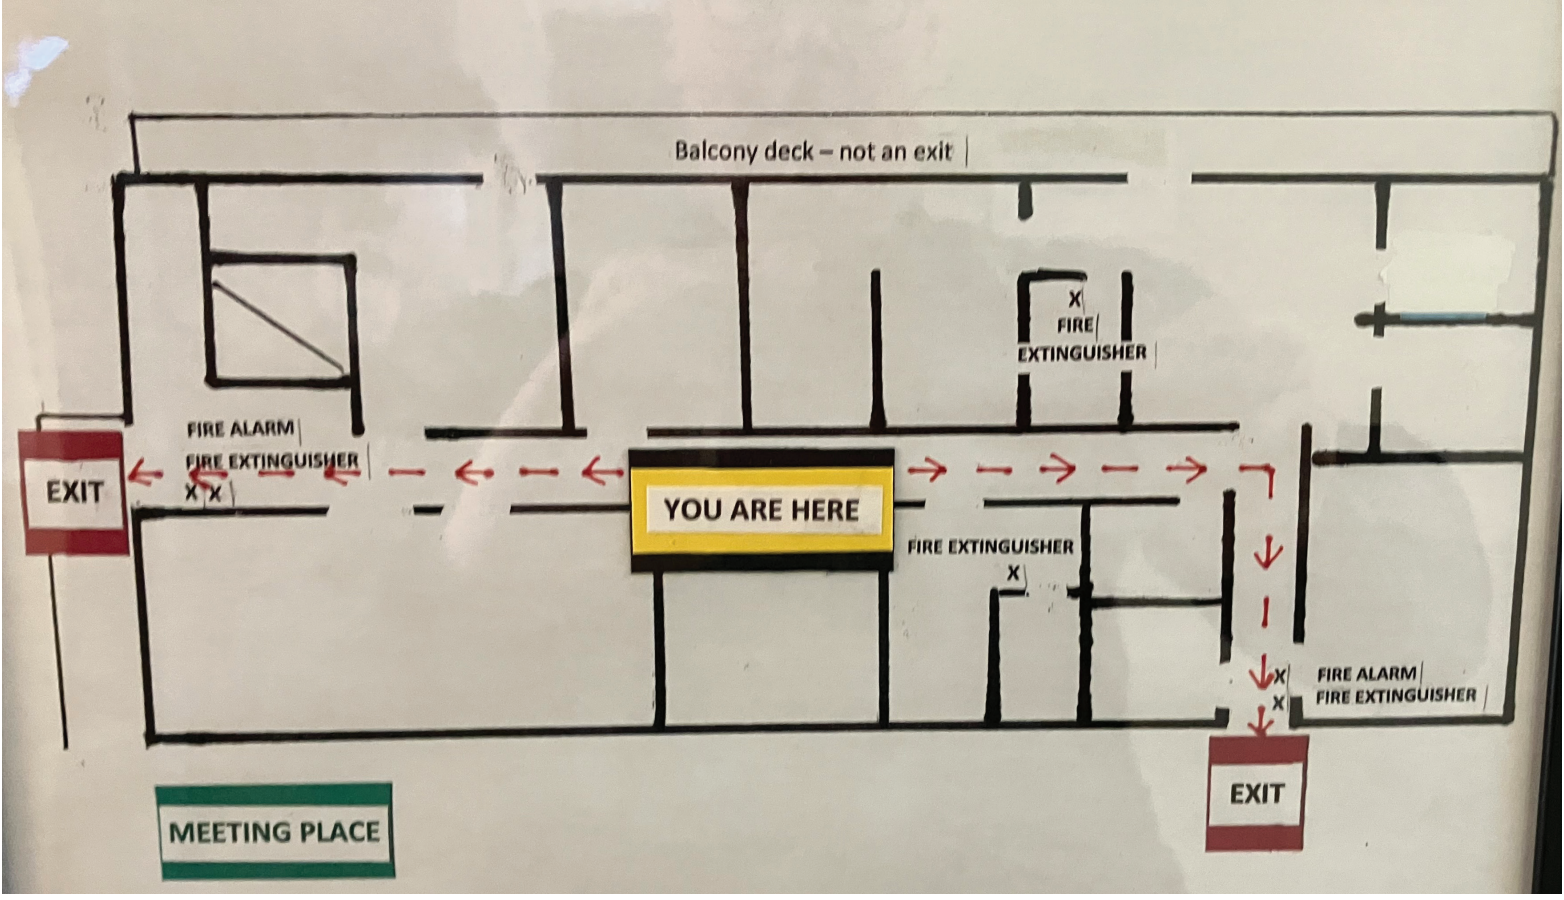 Balcony deck – not an exit
X
FIRE
EXTINGUISHER
FIRE ALARM
FIRE EXTINGUISHER
X X
EXIT
YOU ARE HERE
FIRE EXTINGUISHER
X
X FIRE ALARM
X FIRE EXTINGUISHER
EXIT
MEETING PLACE